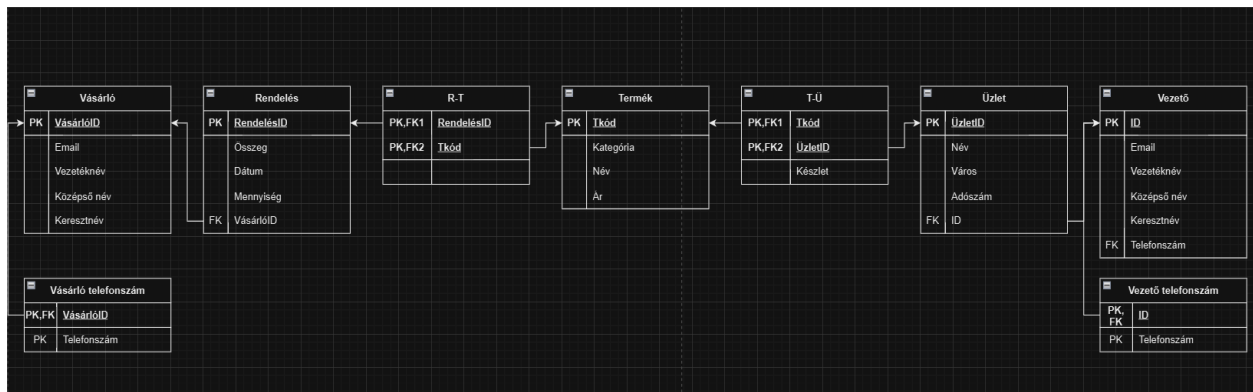 Vásárló
PK VásárlóID
Email
Vezetéknév
Középső név
Keresztnév
Rendelés
PK RendelésID
Összeg
Dátum
Mennyiség
FK VásárlóID
R-T
PK,FK1 RendelésID
PK,FK2 Tkód
Termék
PK Tkód
Kategória
Név
Ár
T-Ü
PK,FK1 Tkód
PK,FK2 ÜzletID
Készlet
Üzlet
PK ÜzletID
Név
Város
Adószám
FK ID
Vezető
PK ID
Email
Vezetéknév
Középső név
Keresztnév
FK Telefonszám
Vásárló telefonszám
PK,FK VásárlóID
PK Telefonszám
Vezető telefonszám
PK,
FK ID
PK Telefonszám